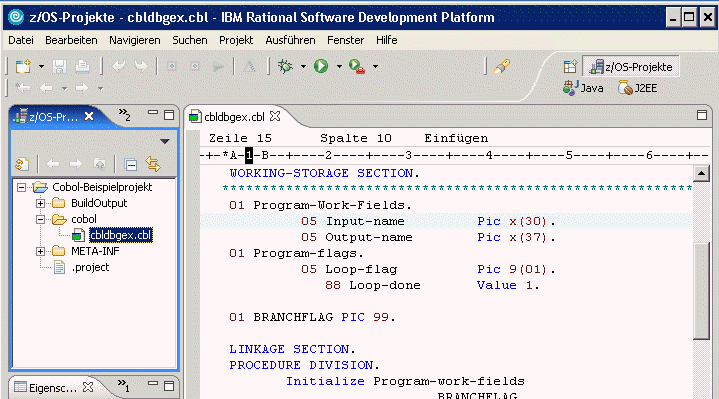 z/OS-Projekte - cbldbgex.cbl - IBM Rational Software Development Platform
Datei Bearbeiten Navigieren Suchen Projekt Ausführen Fenster Hilfe
z/OS-Projekte
Java J2EE
z/OS-Pr... 2
cbldbgex.cbl
Zeile 15 Spalte 10 Einfügen
-+-*A-1-B--+----2----+----3----+----4----+----5----+----6----+--
Cobol-Beispielprojekt
BuildOutput
cobol
cbldbgex.cbl
META-INF
.project
WORKING-STORAGE SECTION.
***********************************************************
01 Program-Work-Fields.
05 Input-name Pic x(30).
05 Output-name Pic x(37).
01 Program-flags.
05 Loop-flag Pic 9(01).
88 Loop-done Value 1.
01 BRANCHFLAG PIC 99.
LINKAGE SECTION.
PROCEDURE DIVISION.
Initialize Program-work-fields
BRANCHFLAG
Eigensc... 1